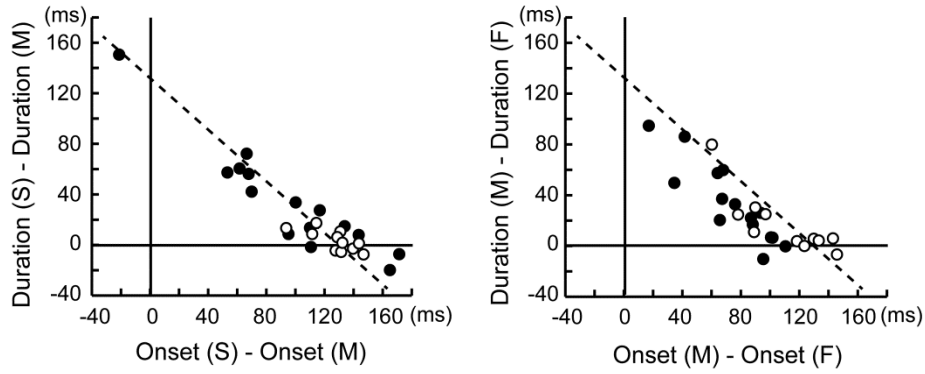 (ms)
160
120
80
40
0
-40
-40 0 40 80 120 160 (ms)
Duration (S) - Duration (M)
Onset (S) - Onset (M)
(ms)
160
120
80
40
0
-40
-40 0 40 80 120 160 (ms)
Duration (M) - Duration (F)
Onset (M) - Onset (F)